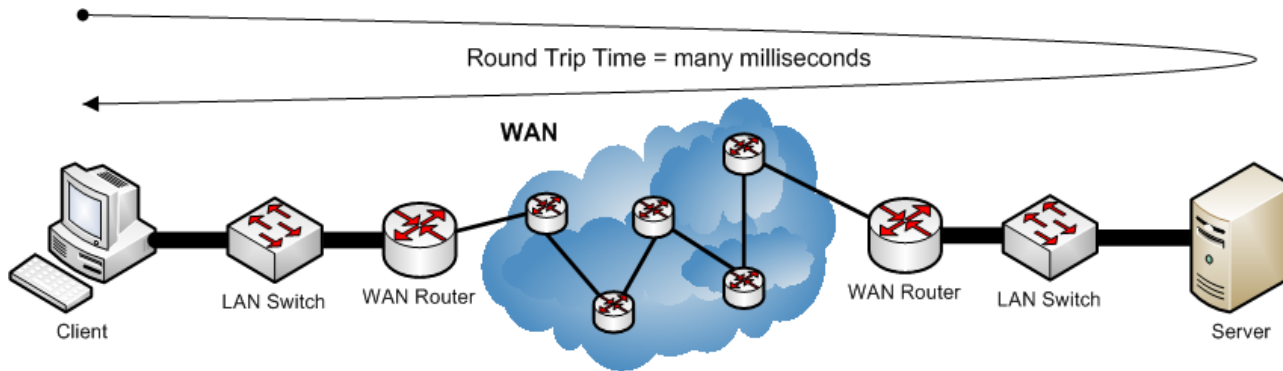 Round Trip Time = many milliseconds
WAN
LAN Switch
WAN Router
WAN Router
LAN Switch
Client
Server